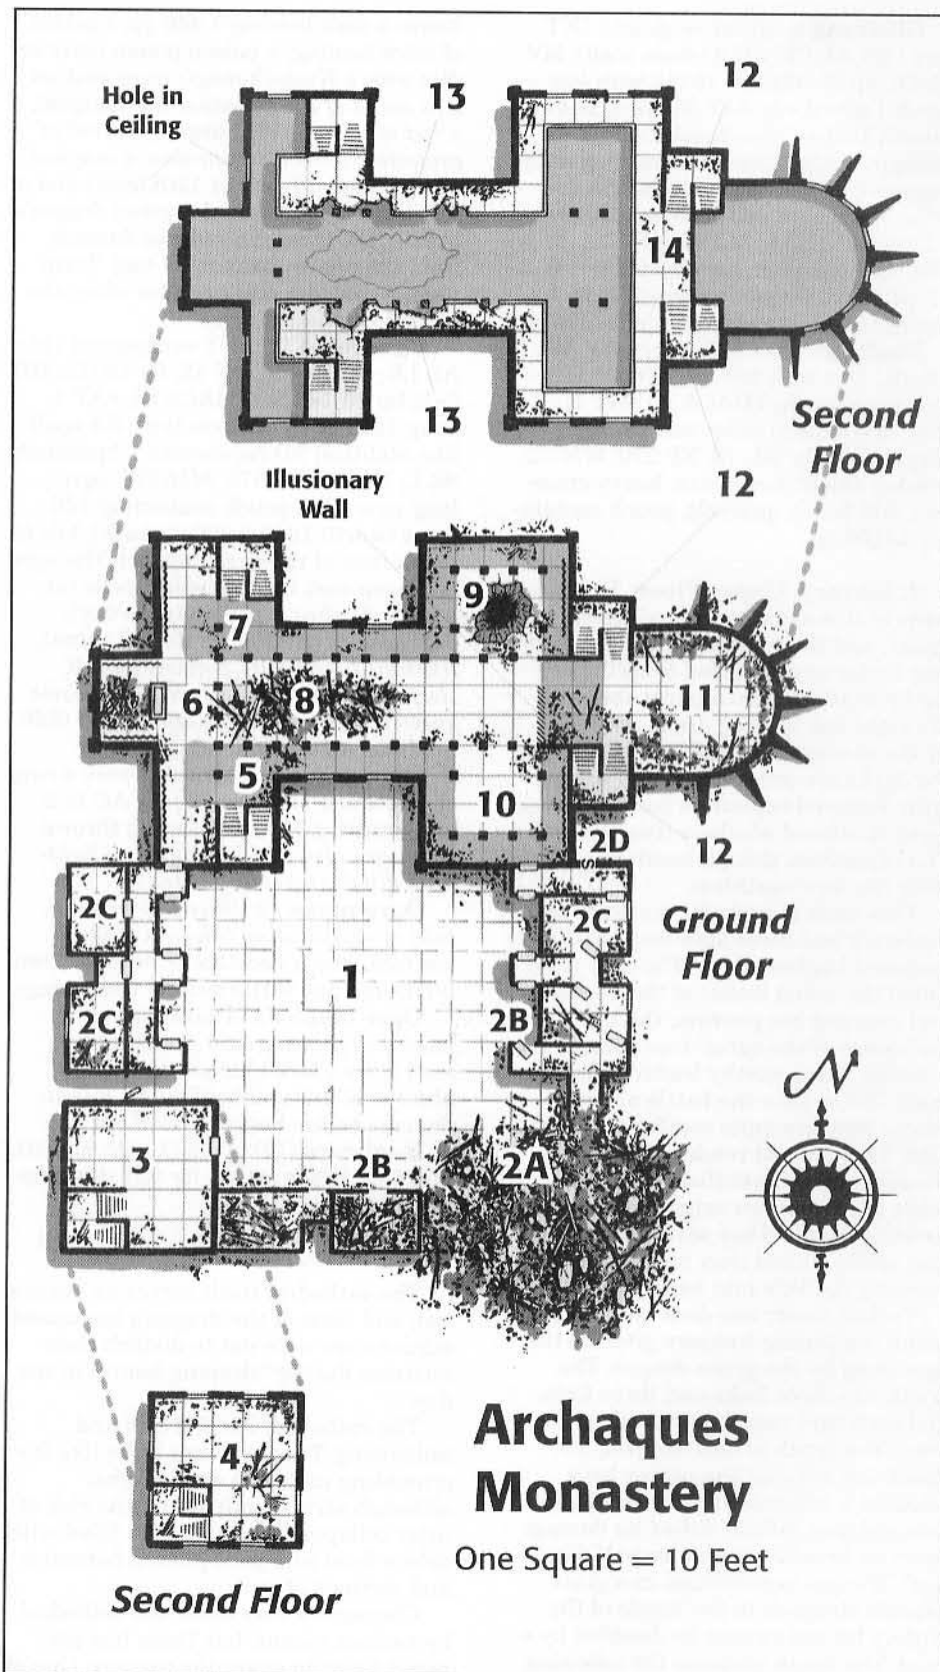 Hole in
Ceiling
13
12
14
13
Second
Floor
Illusionary
Wall
12
9
7
6
8
11
5
10
2D
12
2C
2C
Ground
Floor
1
2C
2B
N
3
2B
2A
4
Archaques
Monastery
One Square = 10 Feet
Second Floor